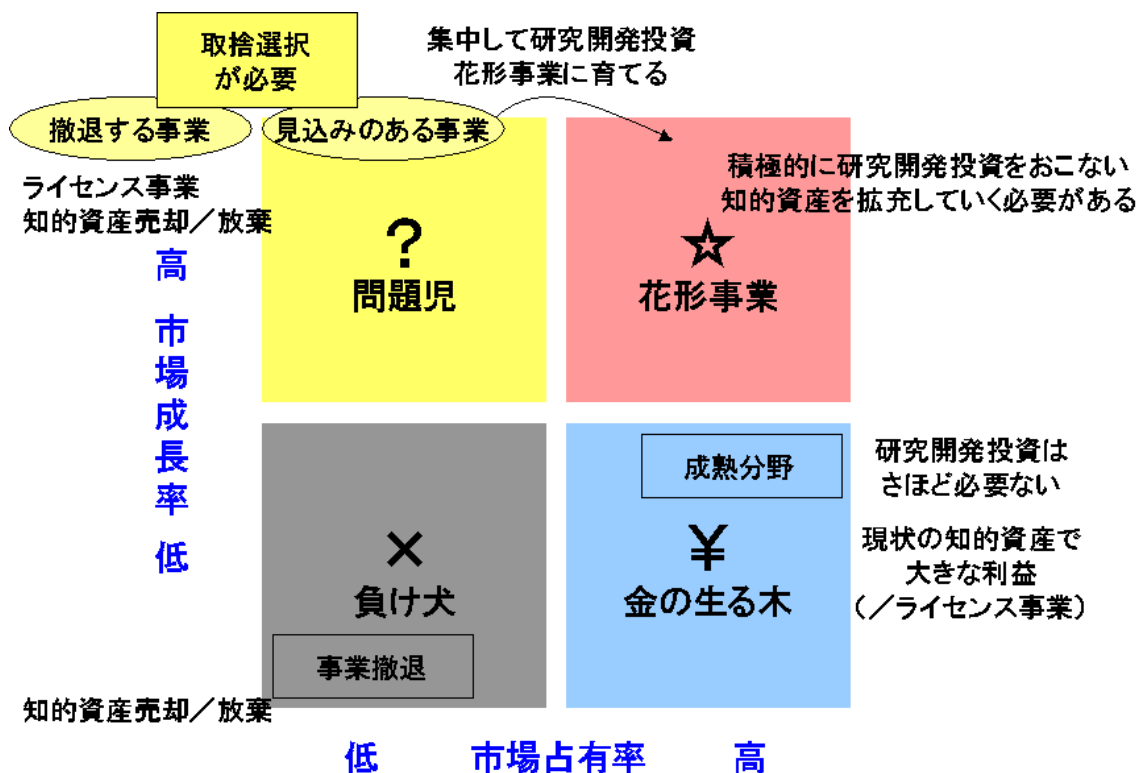 取捨選択
が必要
集中して研究開発投資
花形事業に育てる
撤退する事業
見込みのある事業
ライセンス事業
知的資産売却／放棄
積極的に研究開発投資をおこない
知的資産を拡充していく必要がある
？
問題児
☆
花形事業
高
市場成長率
低
成熟分野
研究開発投資は
さほど必要ない
×
負け犬
￥
金の生る木
現状の知的資産で
大きな利益
（／ライセンス事業）
事業撤退
知的資産売却／放棄
低
市場占有率
高